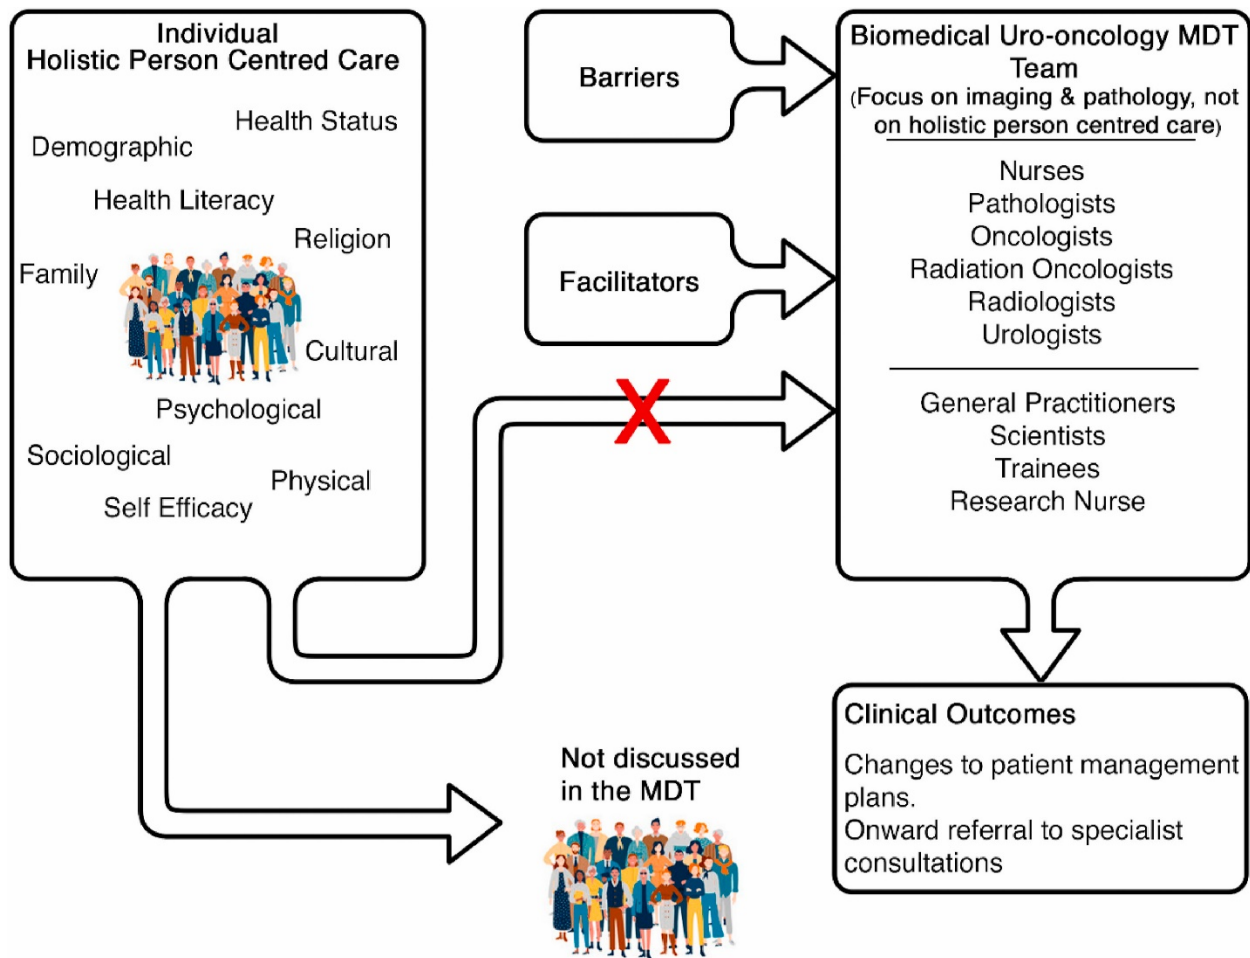 Individual
Holistic Person Centred Care
Health Status
Demographic
Health Literacy
Religion
Family
Cultural
Psychological
Sociological
Physical
Self Efficacy
Barriers
Facilitators
X
Not discussed
in the MDT
Biomedical Uro-oncology MDT
Team
(Focus on imaging & pathology, not
on holistic person centred care)
Nurses
Pathologists
Oncologists
Radiation Oncologists
Radiologists
Urologists
General Practitioners
Scientists
Trainees
Research Nurse
Clinical Outcomes
Changes to patient management
plans.
Onward referral to specialist
consultations